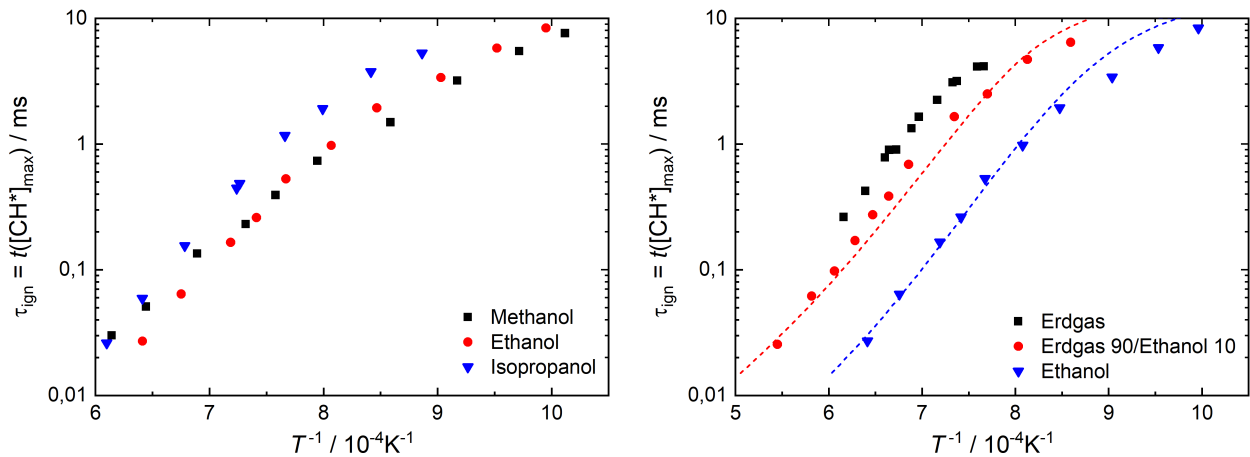 10
1
0,1
0,01
τign = t([CH*]max) / ms
Methanol
Ethanol
Isopropanol
6 7 8 9 10
T-1 / 10-4K-1
10
1
0,1
0,01
τign = t([CH*]max) / ms
Erdgas
Erdgas 90/Ethanol 10
Ethanol
5 6 7 8 9 10
T-1 / 10-4K-1